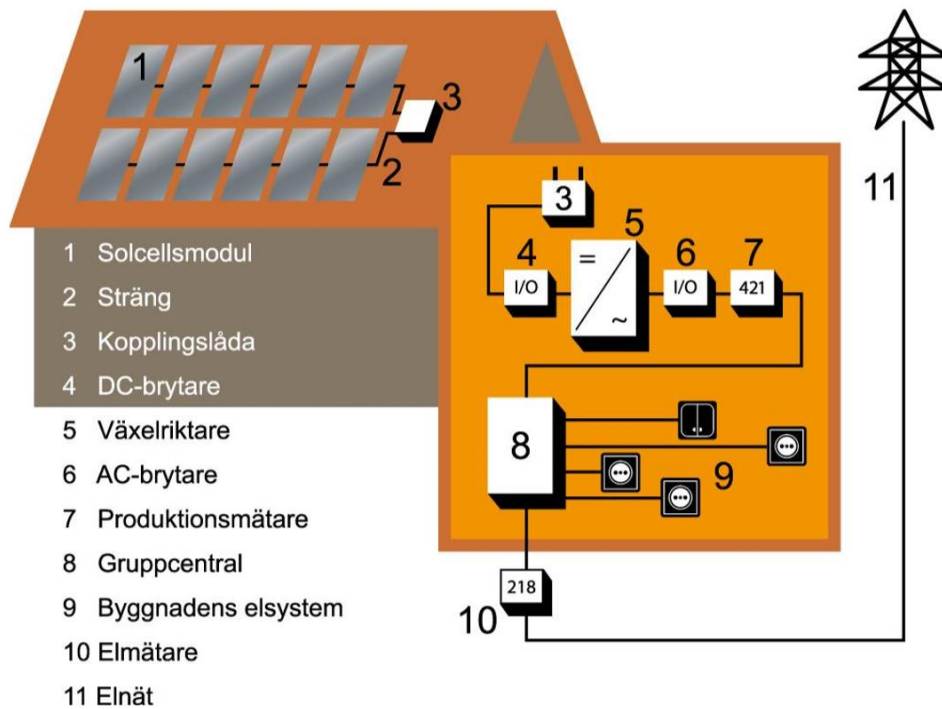 1
2
3
3
4
I/O
5
=
~
6
I/O
7
421
8
9
218
10
11
1 Solcellsmodul
2 Sträng
3 Kopplingslåda
4 DC-brytare
5 Växelriktare
6 AC-brytare
7 Produktionsmätare
8 Gruppcentral
9 Byggnadens elsystem
10 Elmätare
11 Elnät